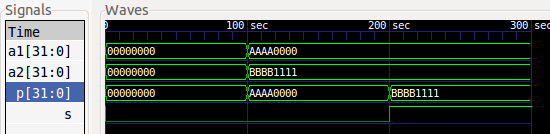 Signals Waves
Time 0 100 sec 200 sec 300 sec
a1[31:0] 00000000 AAAA0000
a2[31:0] 00000000 BBBB1111
p[31:0] 00000000 AAAA0000 BBBB1111
s